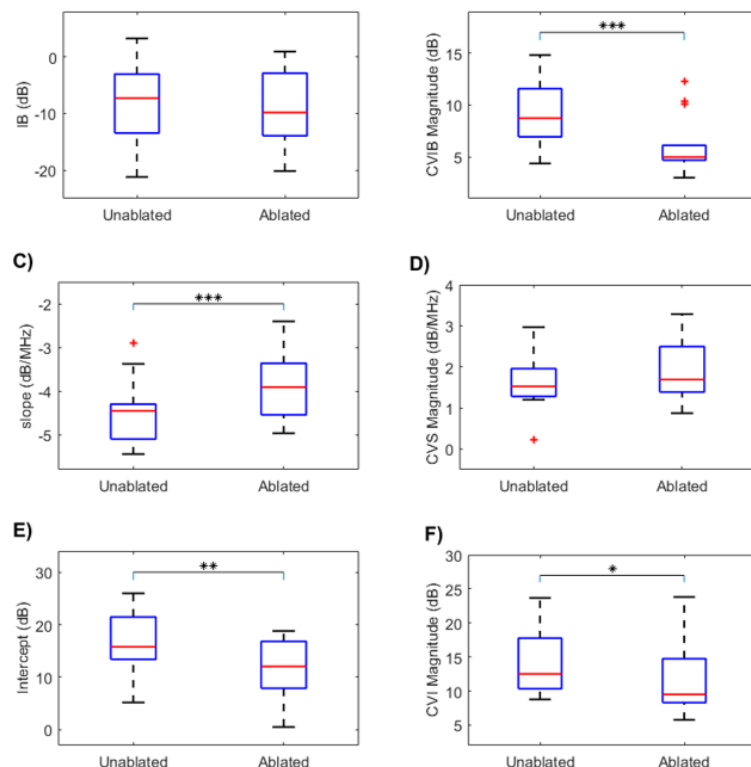 0
-10
-20
IB (dB)
Unablated Ablated
***
15
10
5
CVIB Magnitude (dB)
Unablated Ablated
C)
***
-2
-3
-4
-5
slope (dB/MHz)
Unablated Ablated
D)
4
3
2
1
0
CVS Magnitude (dB/MHz)
Unablated Ablated
E)
**
30
20
10
0
Intercept (dB)
Unablated Ablated
F)
*
30
25
20
15
10
5
CVI Magnitude (dB)
Unablated Ablated